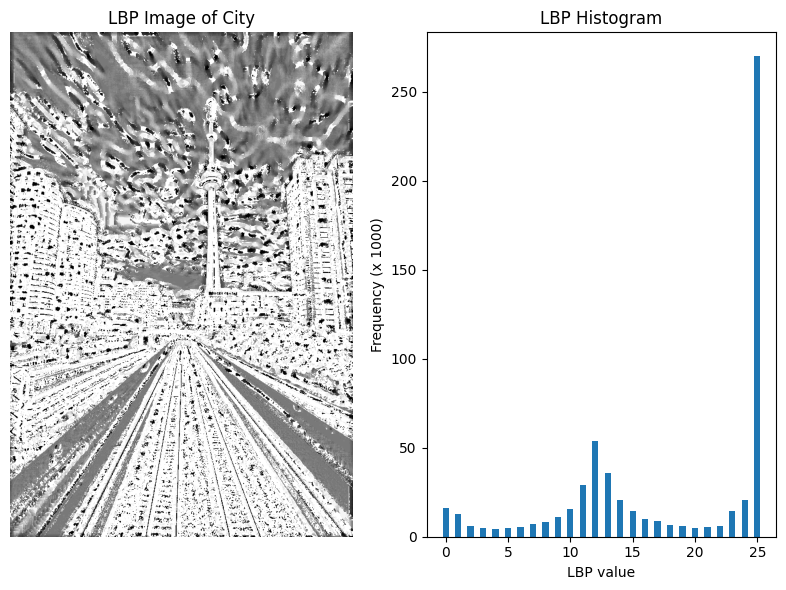 LBP Image of City
LBP Histogram
Frequency (x 1000)
250
200
150
100
50
0
0 5 10 15 20 25
LBP value